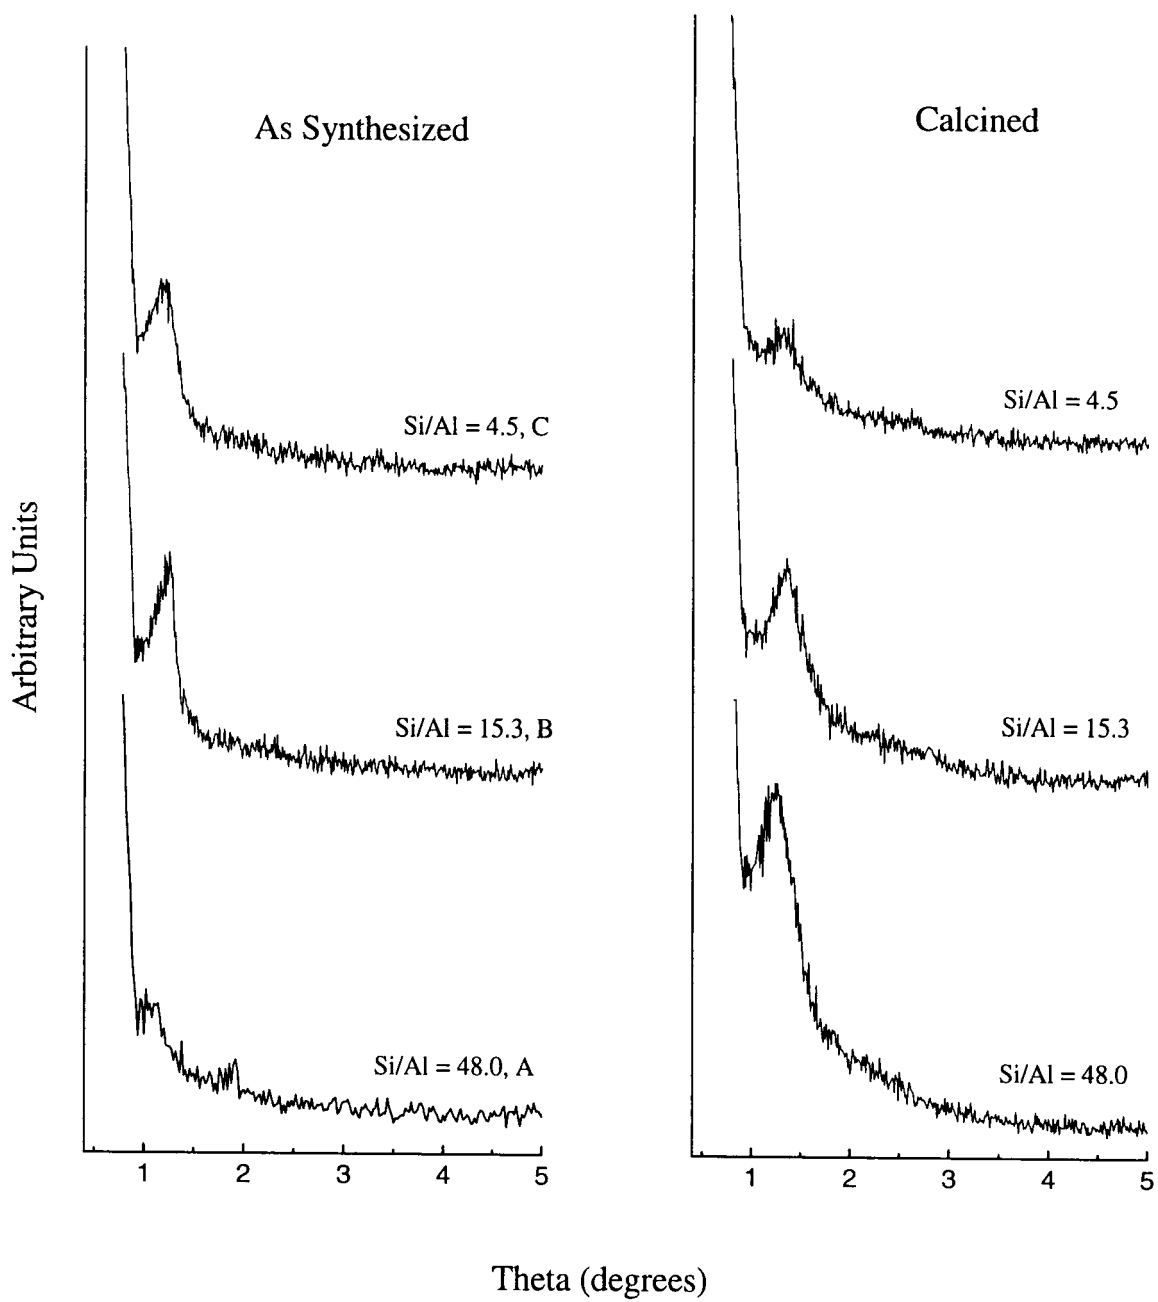 As Synthesized
Calcined
Si/Al = 4.5, C
Si/Al = 4.5
Arbitrary Units
Si/Al = 15.3, B
Si/Al = 15.3
Si/Al = 48.0, A
Si/Al = 48.0
1 2 3 4 5
1 2 3 4 5
Theta (degrees)